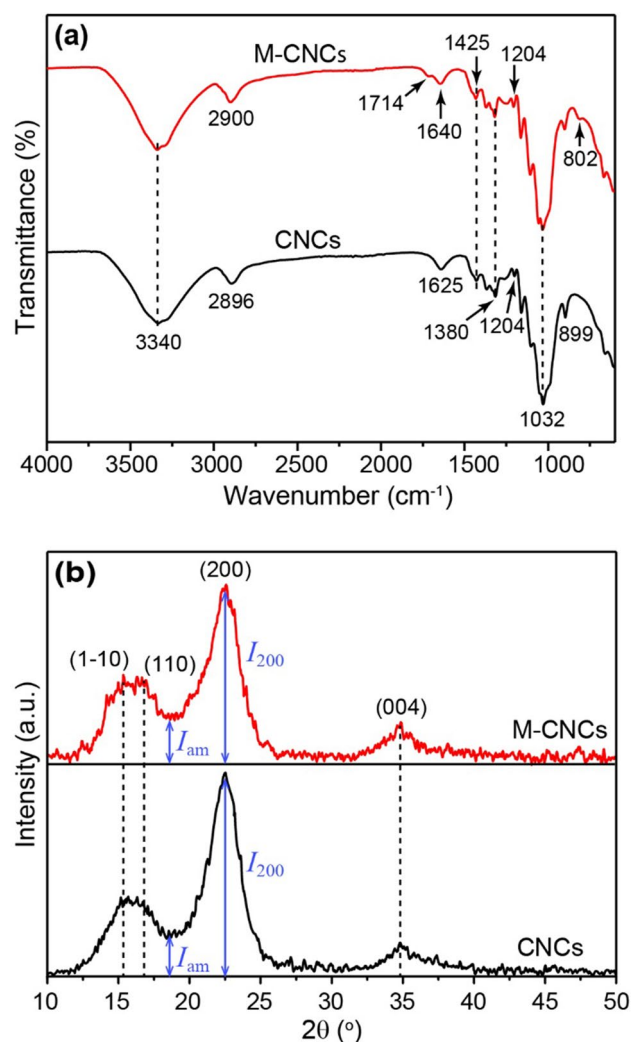 (a)
M-CNCs
1425
1204
1714
2900
1640
802
CNCs
2896
1625
1380
1204
899
3340
1032
Transmittance (%)
4000 3500 3000 2500 2000 1500 1000
Wavenumber (cm-1)
(b)
(200)
(1-10)
(110)
I200
Iam
(004)
M-CNCs
I200
Iam
CNCs
Intensity (a.u.)
10 15 20 25 30 35 40 45 50
2θ (o)